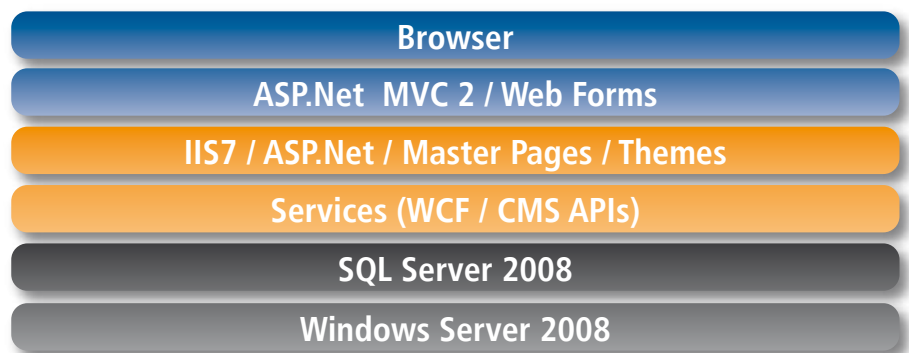 Browser
ASP.Net MVC 2 / Web Forms
IIS7 / ASP.Net / Master Pages / Themes
Services (WCF / CMS APIs)
SQL Server 2008
Windows Server 2008